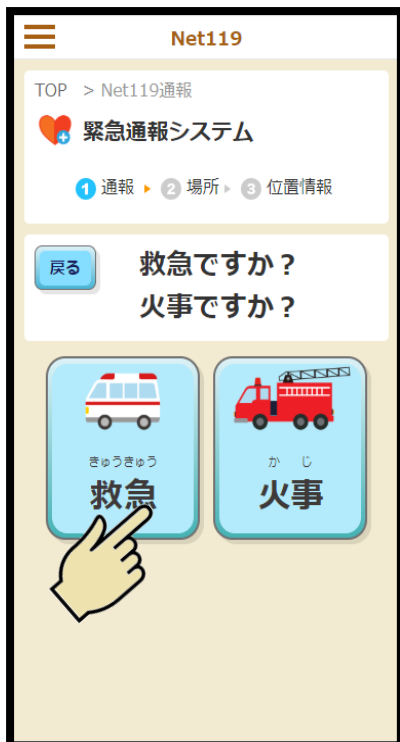 Net119
TOP > Net119通報
緊急通報システム
1 通報 ▶ 2 場所 ▶ 3 位置情報
戻る
救急ですか？
火事ですか？
きゅうきゅう
救急
かじ
火事